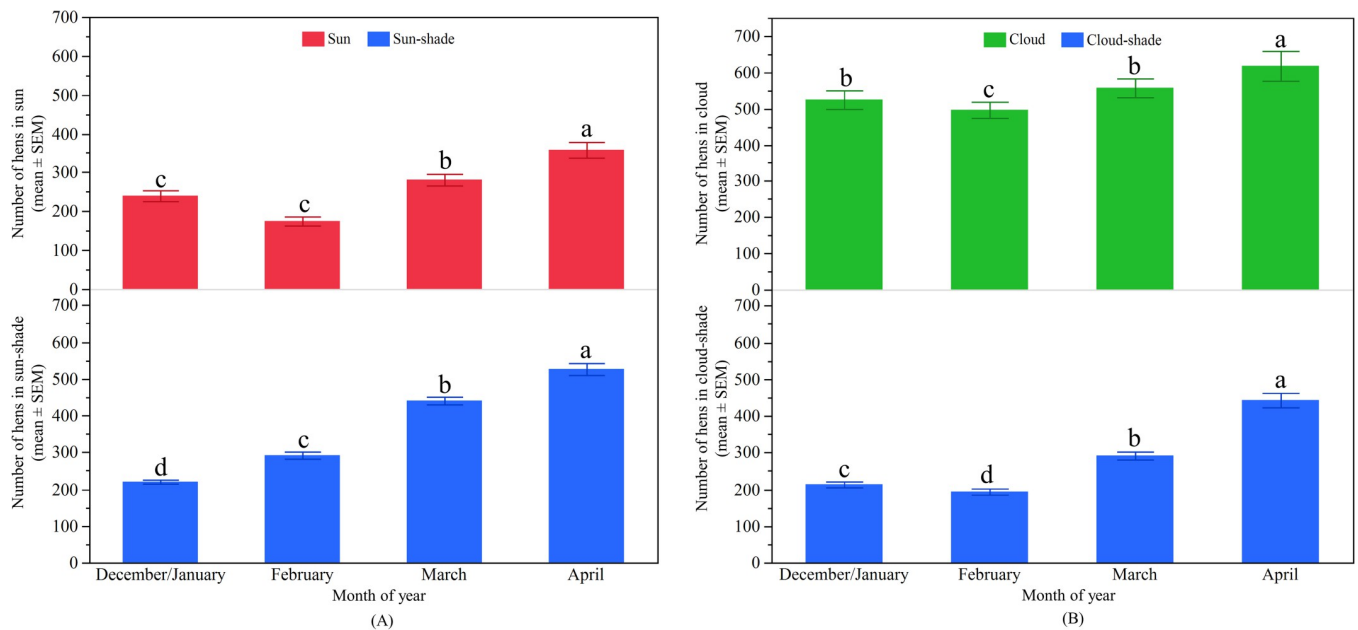 Sun Sun-shade
Number of hens in sun
(mean ± SEM)
700
600
500
400
300
200
100
0
c
c
b
a
Number of hens in sun-shade
(mean ± SEM)
700
600
500
400
300
200
100
0
d
c
b
a
December/January February March April
Month of year
(A)
Cloud Cloud-shade
Number of hens in cloud
(mean ± SEM)
700
600
500
400
300
200
100
0
b
c
b
a
Number of hens in cloud-shade
(mean ± SEM)
700
600
500
400
300
200
100
0
c
d
b
a
December/January February March April
Month of year
(B)